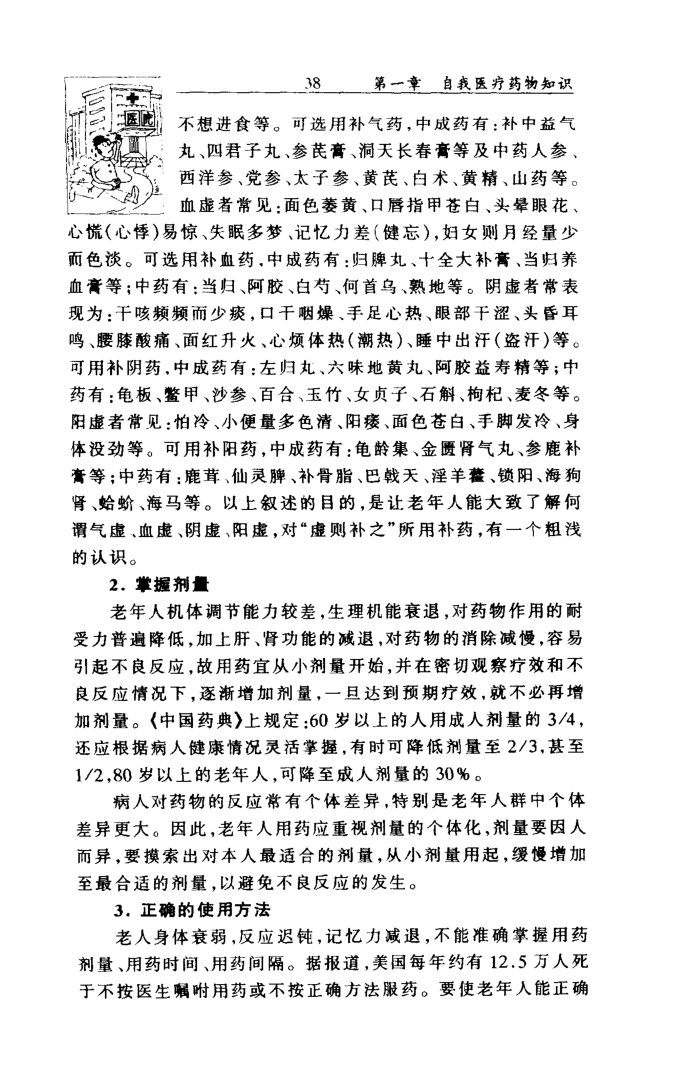 38 第一章 自我医疗药物知识
医院
不想进食等。可选用补气药,中成药有:补中益气
丸、四君子丸、参芪膏、洞天长春膏等及中药人参、
西洋参、党参、太子参、黄芪、白术、黄精、山药等。
血虚者常见:面色萎黄、口唇指甲苍白、头晕眼花、
心慌(心悸)易惊、失眠多梦、记忆力差(健忘),妇女则月经量少
而色淡。可选用补血药,中成药有:归脾丸、十全大补膏、当归养
血膏等;中药有:当归、阿胶、白芍、何首乌、熟地等。阴虚者常表
现为:干咳频频而少痰,口干咽燥、手足心热、眼部干涩、头昏耳
鸣、腰膝酸痛、面红升火、心烦体热(潮热)、睡中出汗(盗汗)等。
可用补阴药,中成药有:左归丸、六味地黄丸、阿胶益寿精等;中
药有:龟板、鳖甲、沙参、百合、玉竹、女贞子、石斛、枸杞、麦冬等。
阳虚者常见:怕冷、小便量多色清、阳痿、面色苍白、手脚发冷、身
体没劲等。可用补阳药,中成药有:龟龄集、金匮肾气丸、参鹿补
膏等;中药有:鹿茸、仙灵脾、补骨脂、巴戟天、淫羊藿、锁阳、海狗
肾、蛤蚧、海马等。以上叙述的目的,是让老年人能大致了解何
谓气虚、血虚、阴虚、阳虚,对“虚则补之”所用补药,有一个粗浅
的认识。
2. 掌握剂量
老年人机体调节能力较差,生理机能衰退,对药物作用的耐
受力普遍降低,加上肝、肾功能的减退,对药物的消除减慢,容易
引起不良反应,故用药宜从小剂量开始,并在密切观察疗效和不
良反应情况下,逐渐增加剂量,一旦达到预期疗效,就不必再增
加剂量。《中国药典》上规定:60 岁以上的人用成人剂量的 3/4,
还应根据病人健康情况灵活掌握,有时可降低剂量至 2/3,甚至
1/2,80 岁以上的老年人,可降至成人剂量的 30%。
病人对药物的反应常有个体差异,特别是老年人群中个体
差异更大。因此,老年人用药应重视剂量的个体化,剂量要因人
而异,要摸索出对本人最适合的剂量,从小剂量用起,缓慢增加
至最合适的剂量,以避免不良反应的发生。
3. 正确的使用方法
老人身体衰弱,反应迟钝,记忆力减退,不能准确掌握用药
剂量、用药时间、用药间隔。据报道,美国每年约有 12.5 万人死
于不按医生嘱咐用药或不按正确方法服药。要使老年人能正确